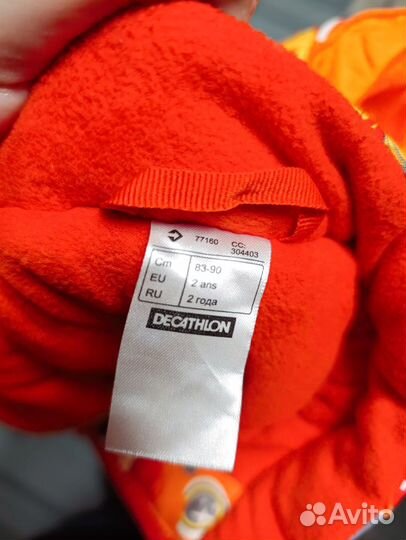 77160 CC:
304403
Cm 83-90
EU 2 ans
RU 2 года
DECATHLON
Avito